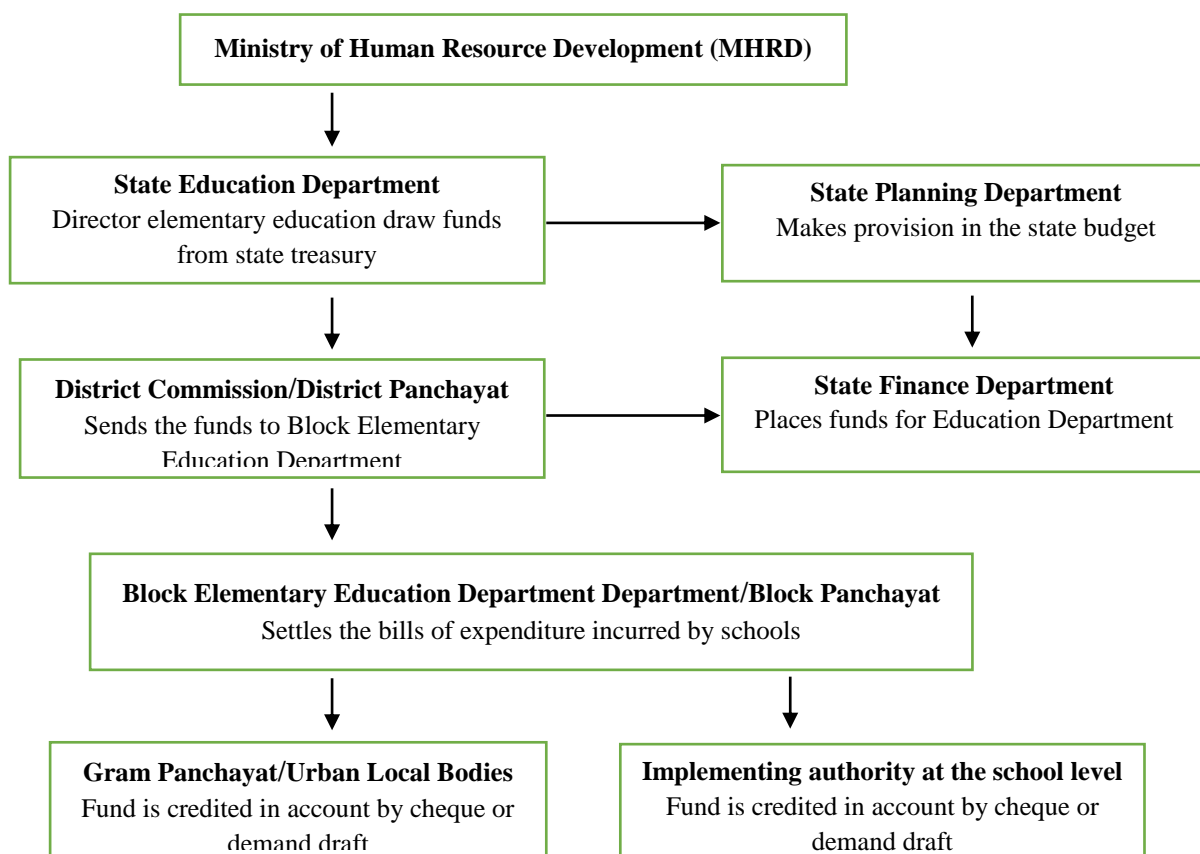 Ministry of Human Resource Development (MHRD)
State Education Department
Director elementary education draw funds
from state treasury
State Planning Department
Makes provision in the state budget
District Commission/District Panchayat
Sends the funds to Block Elementary
Education Department
State Finance Department
Places funds for Education Department
Block Elementary Education Department Department/Block Panchayat
Settles the bills of expenditure incurred by schools
Gram Panchayat/Urban Local Bodies
Fund is credited in account by cheque or
demand draft
Implementing authority at the school level
Fund is credited in account by cheque or
demand draft